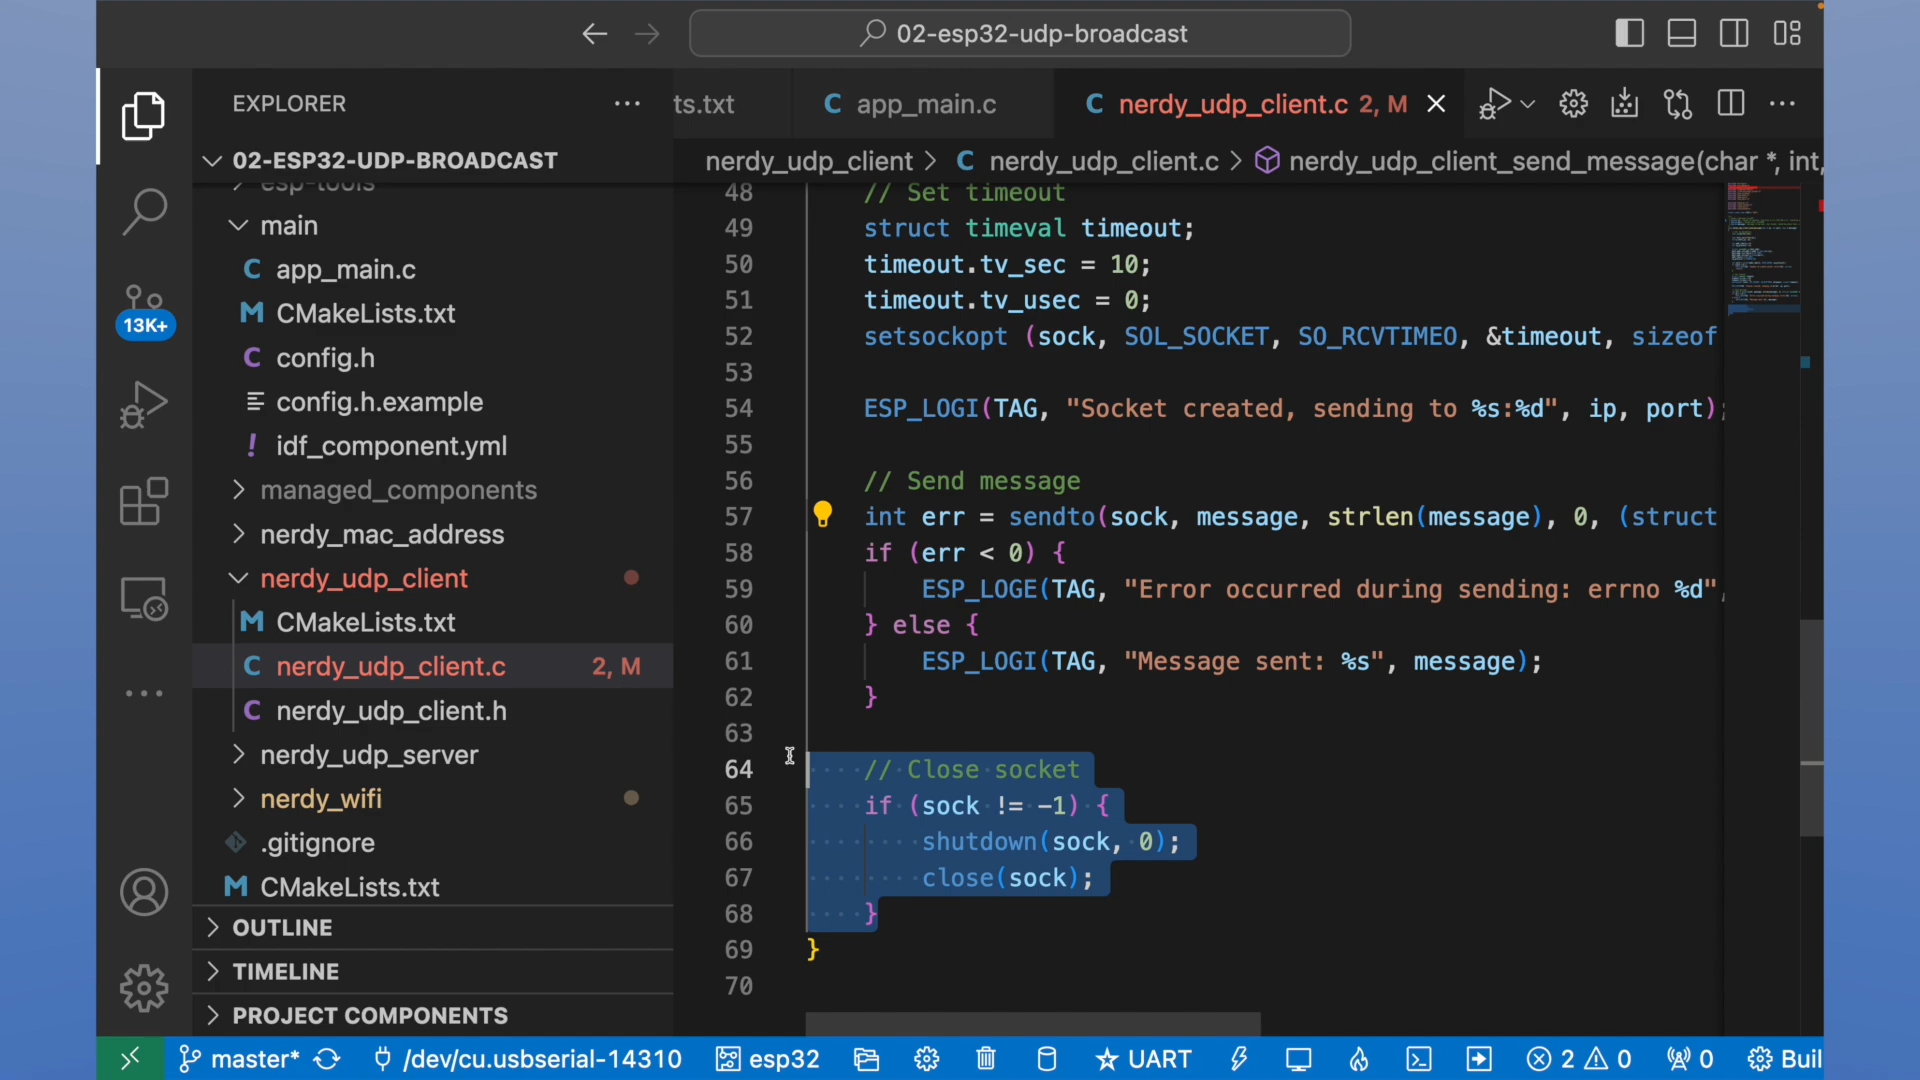 02-esp32-udp-broadcast
EXPLORER
ts.txt
app_main.c
nerdy_udp_client.c 2, M
02-ESP32-UDP-BROADCAST
nerdy_udp_client > C nerdy_udp_client.c > nerdy_udp_client_send_message(char *, int,
esp-tools
main
C app_main.c
M CMakeLists.txt
C config.h
config.h.example
! idf_component.yml
managed_components
nerdy_mac_address
nerdy_udp_client
M CMakeLists.txt
C nerdy_udp_client.c 2, M
C nerdy_udp_client.h
nerdy_udp_server
nerdy_wifi
.gitignore
M CMakeLists.txt
OUTLINE
TIMELINE
PROJECT COMPONENTS
13K+
48 // Set timeout
49 struct timeval timeout;
50 timeout.tv_sec = 10;
51 timeout.tv_usec = 0;
52 setsockopt (sock, SOL_SOCKET, SO_RCVTIMEO, &timeout, sizeof
53
54 ESP_LOGI(TAG, "Socket created, sending to %s:%d", ip, port);
55
56 // Send message
57 int err = sendto(sock, message, strlen(message), 0, (struct
58 if (err < 0) {
59 ESP_LOGE(TAG, "Error occurred during sending: errno %d",
60 } else {
61 ESP_LOGI(TAG, "Message sent: %s", message);
62 }
63
64 // Close socket
65 if (sock != -1) {
66 shutdown(sock, 0);
67 close(sock);
68 }
69 }
70
master* /dev/cu.usbserial-14310 esp32 UART 2 0 0 Buil